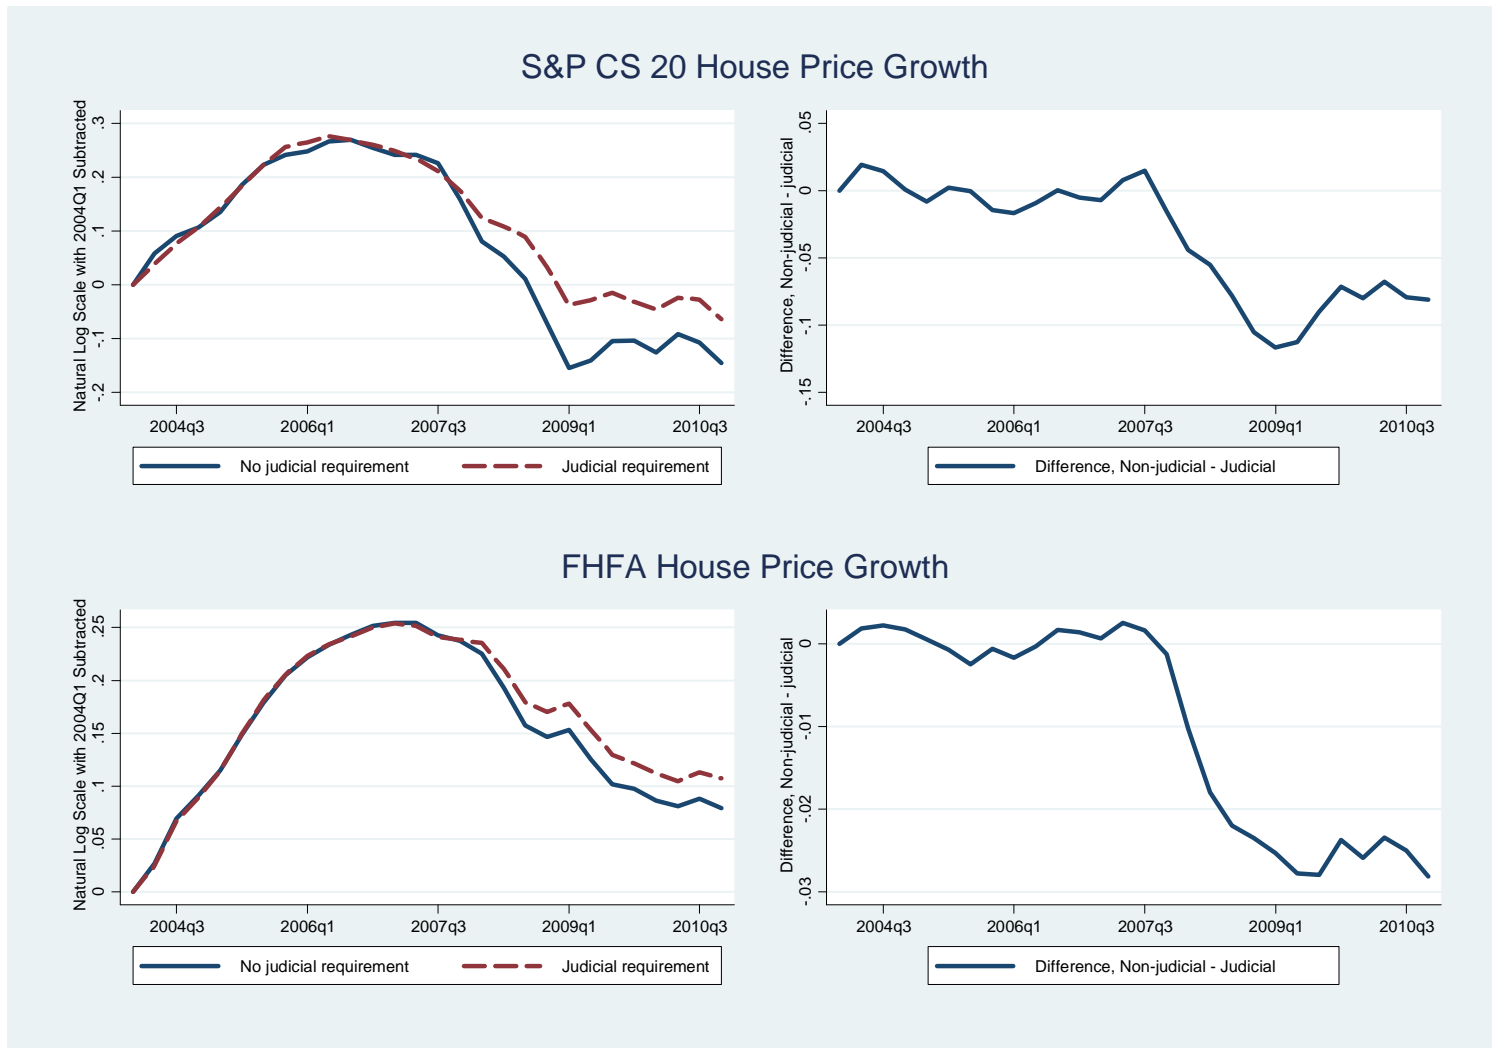 S&P CS 20 House Price Growth
Natural Log Scale with 2004Q1 Subtracted
.3
.2
.1
0
-.1
-.2
2004q3 2006q1 2007q3 2009q1 2010q3
No judicial requirement Judicial requirement
Difference, Non-judicial - judicial
.05
0
-.05
-.1
-.15
2004q3 2006q1 2007q3 2009q1 2010q3
Difference, Non-judicial - Judicial
FHFA House Price Growth
Natural Log Scale with 2004Q1 Subtracted
.25
.2
.15
.1
.05
0
2004q3 2006q1 2007q3 2009q1 2010q3
No judicial requirement Judicial requirement
Difference, Non-judicial - judicial
0
-.01
-.02
-.03
2004q3 2006q1 2007q3 2009q1 2010q3
Difference, Non-judicial - Judicial